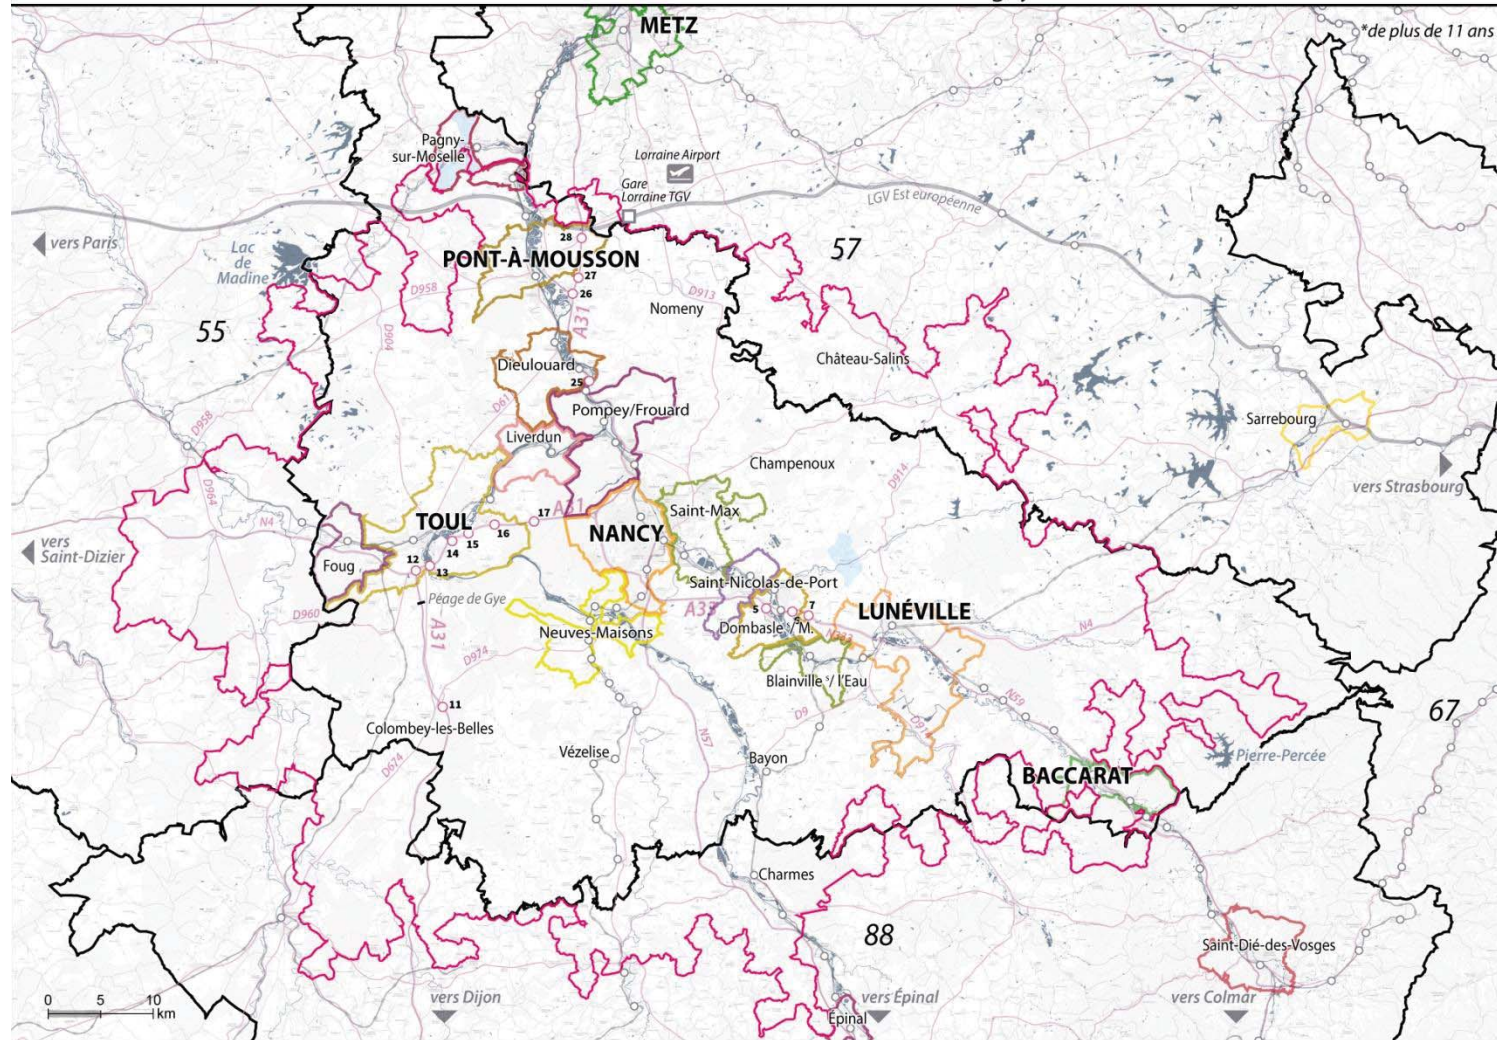 METZ
*de plus de 11 ans
Pagny-
sur-Moselle
Lorraine Airport
Gare
Lorraine TGV
LGV Est européenne
vers Paris
Lac
de
Madine
28
PONT-À-MOUSSON
57
27
26
D958
D913
Nomeny
A31
55
D904
Château-Salins
Dieulouard
25
D61
Pompey/Frouard
Sarrebourg
Liverdun
D958
Champenoux
D914
vers Strasbourg
D964
A31
Saint-Max
N4
TOUL
17
16
NANCY
15
14
vers
Saint-Dizier
Foug
12
13
Saint-Nicolas-de-Port
Péage de Gye
D960
A33
5
7
LUNÉVILLE
A31
Neuves-Maisons
Dombasle s/ M.
N333
N4
D974
Blainville s/ l'Eau
N59
11
D9
67
Colombey-les-Belles
N57
Vézelise
Bayon
Pierre-Percée
D674
BACCARAT
Charmes
88
Saint-Dié-des-Vosges
0 5 10
km
vers Dijon
vers Épinal
vers Colmar
Épinal